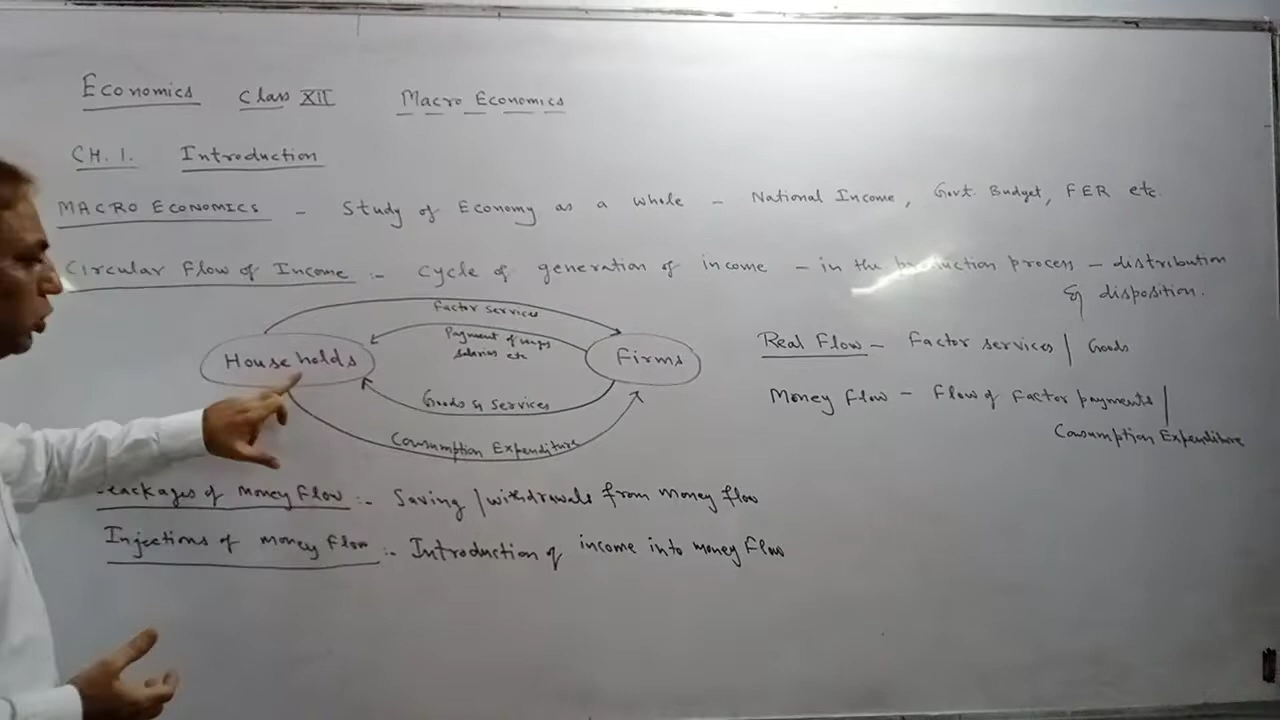 Economics Class XII Macro Economics
CH. 1. Introduction
MACRO ECONOMICS - Study of Economy as a whole - National Income, Govt. Budget, FER etc
Circular Flow of Income :- Cycle of generation of income - in the production process - distribution
& disposition.
Factor Services
Payment of wages
salaries etc
Households
Firms
Goods & Services
Consumption Expenditure
Real Flow - Factor services / Goods
Money Flow - Flow of Factor payments /
Consumption Expenditure
Leackages of Money Flow :- Saving / withdrawals from money flow
Injections of money flow :- Introduction of income into money flow